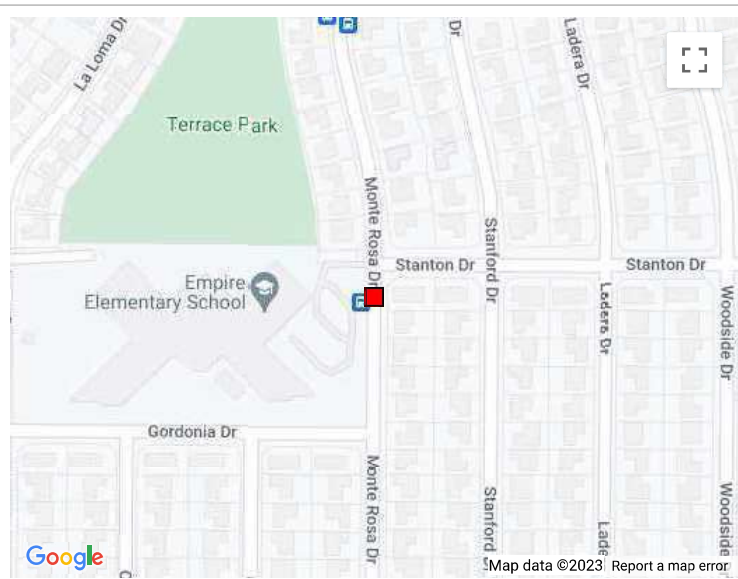 La Loma Dr
Dr
Ladera Dr
Terrace Park
Monte Rosa Dr
Stanford Dr
Stanton Dr
Stanton Dr
Empire
Elementary School
Ladera Dr
Woodside Dr
Gordonia Dr
Monte Rosa Dr
Stanford
Lade
Woodside
Google
Map data ©2023
Report a map error